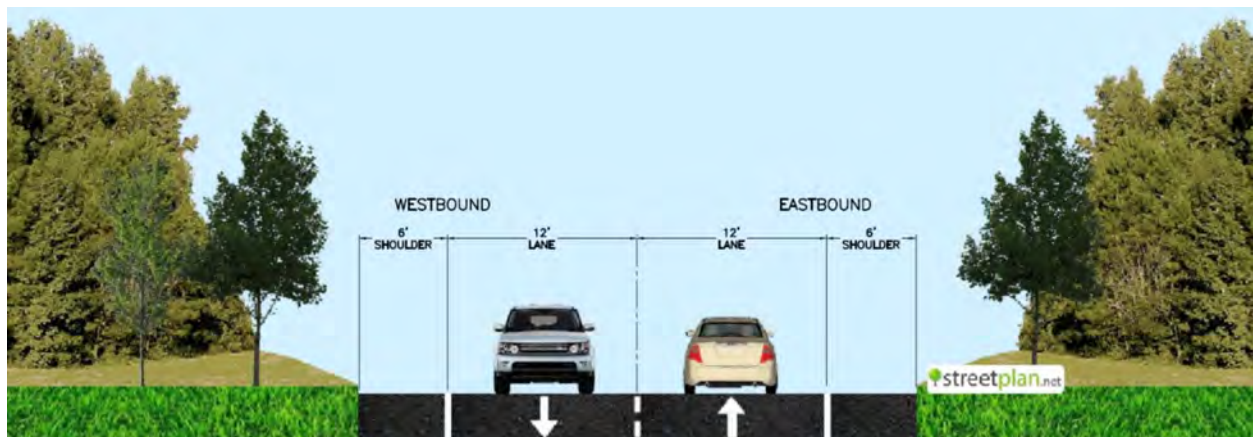 WESTBOUND
EASTBOUND
6'
SHOULDER
12'
LANE
12'
LANE
6'
SHOULDER
streetplan.net